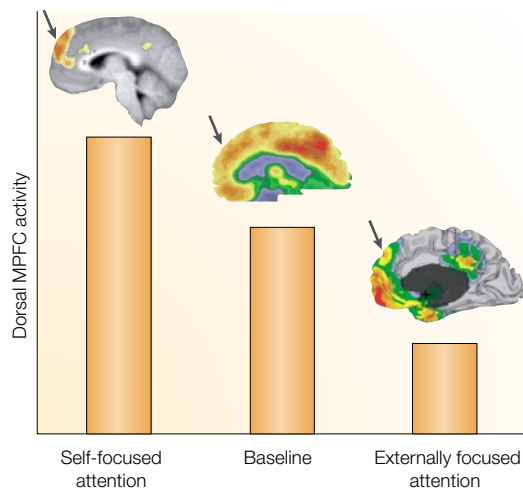 Dorsal MPFC activity
Self-focused
attention
Baseline
Externally focused
attention